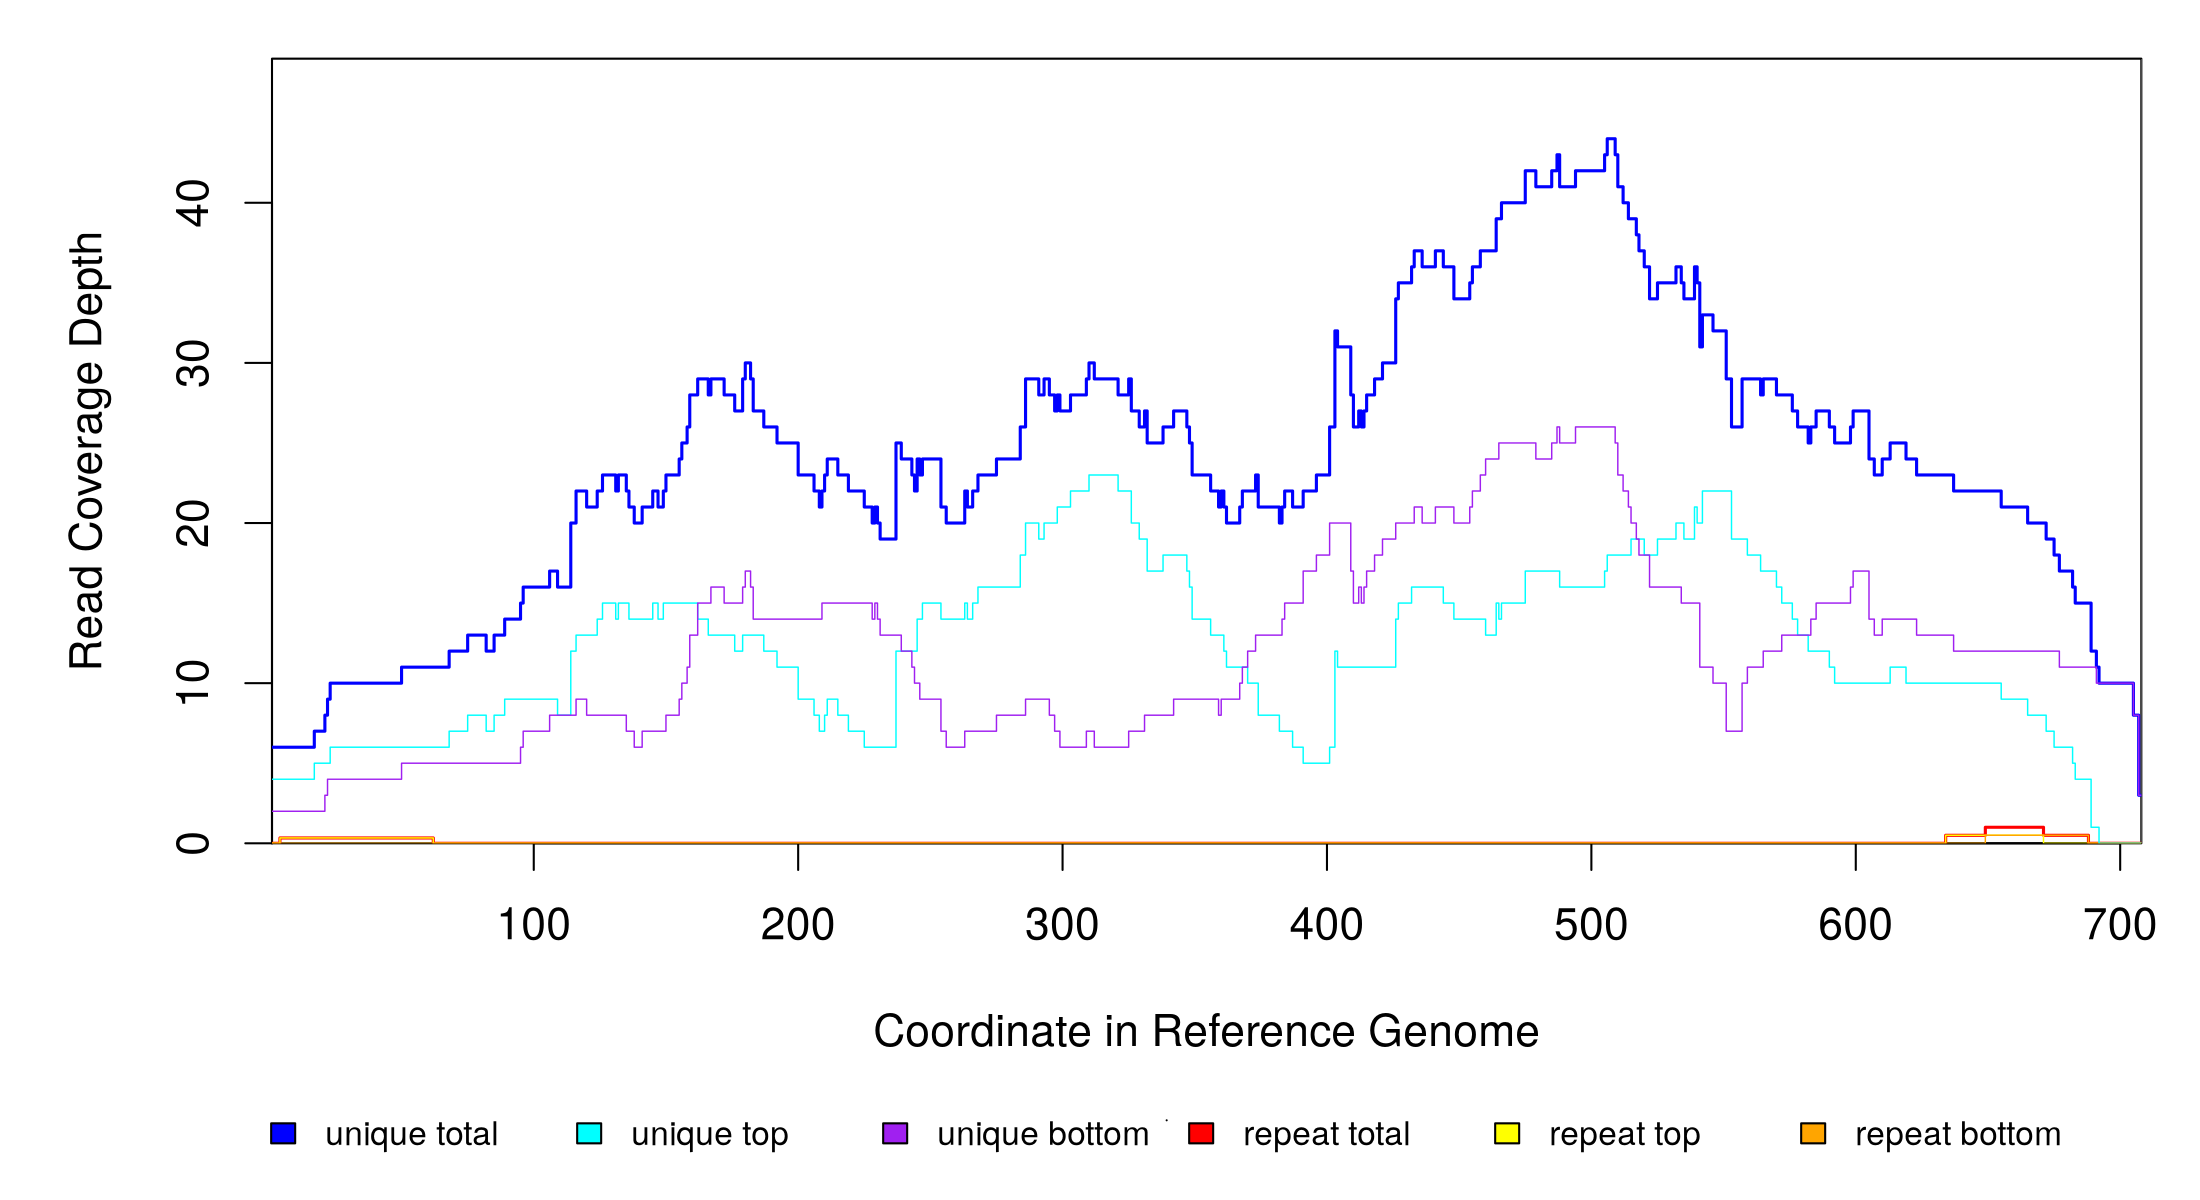 Read Coverage Depth
40
30
20
10
0
100 200 300 400 500 600 700
Coordinate in Reference Genome
unique total unique top unique bottom repeat total repeat top repeat bottom